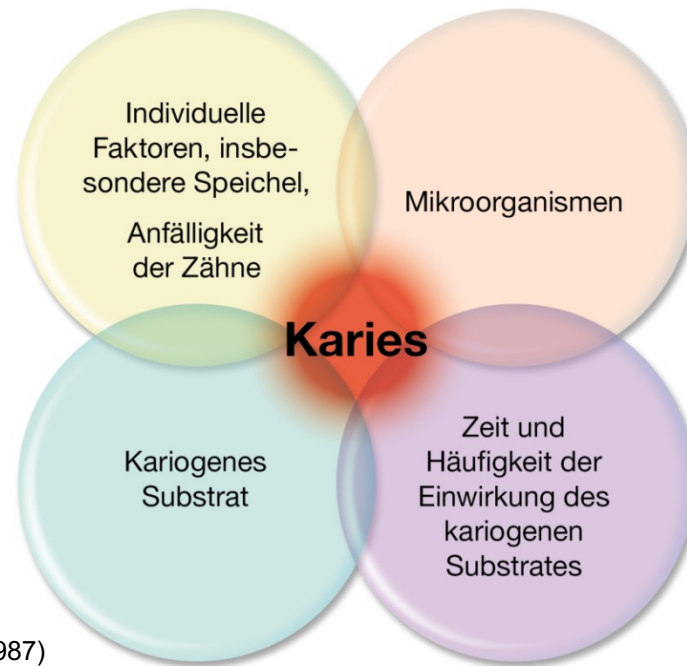 Individuelle
Faktoren, insbe-
sondere Speichel,
Anfälligkeit
der Zähne
Mikroorganismen
Karies
Kariogenes
Substrat
Zeit und
Häufigkeit der
Einwirkung des
kariogenen
Substrates
987)